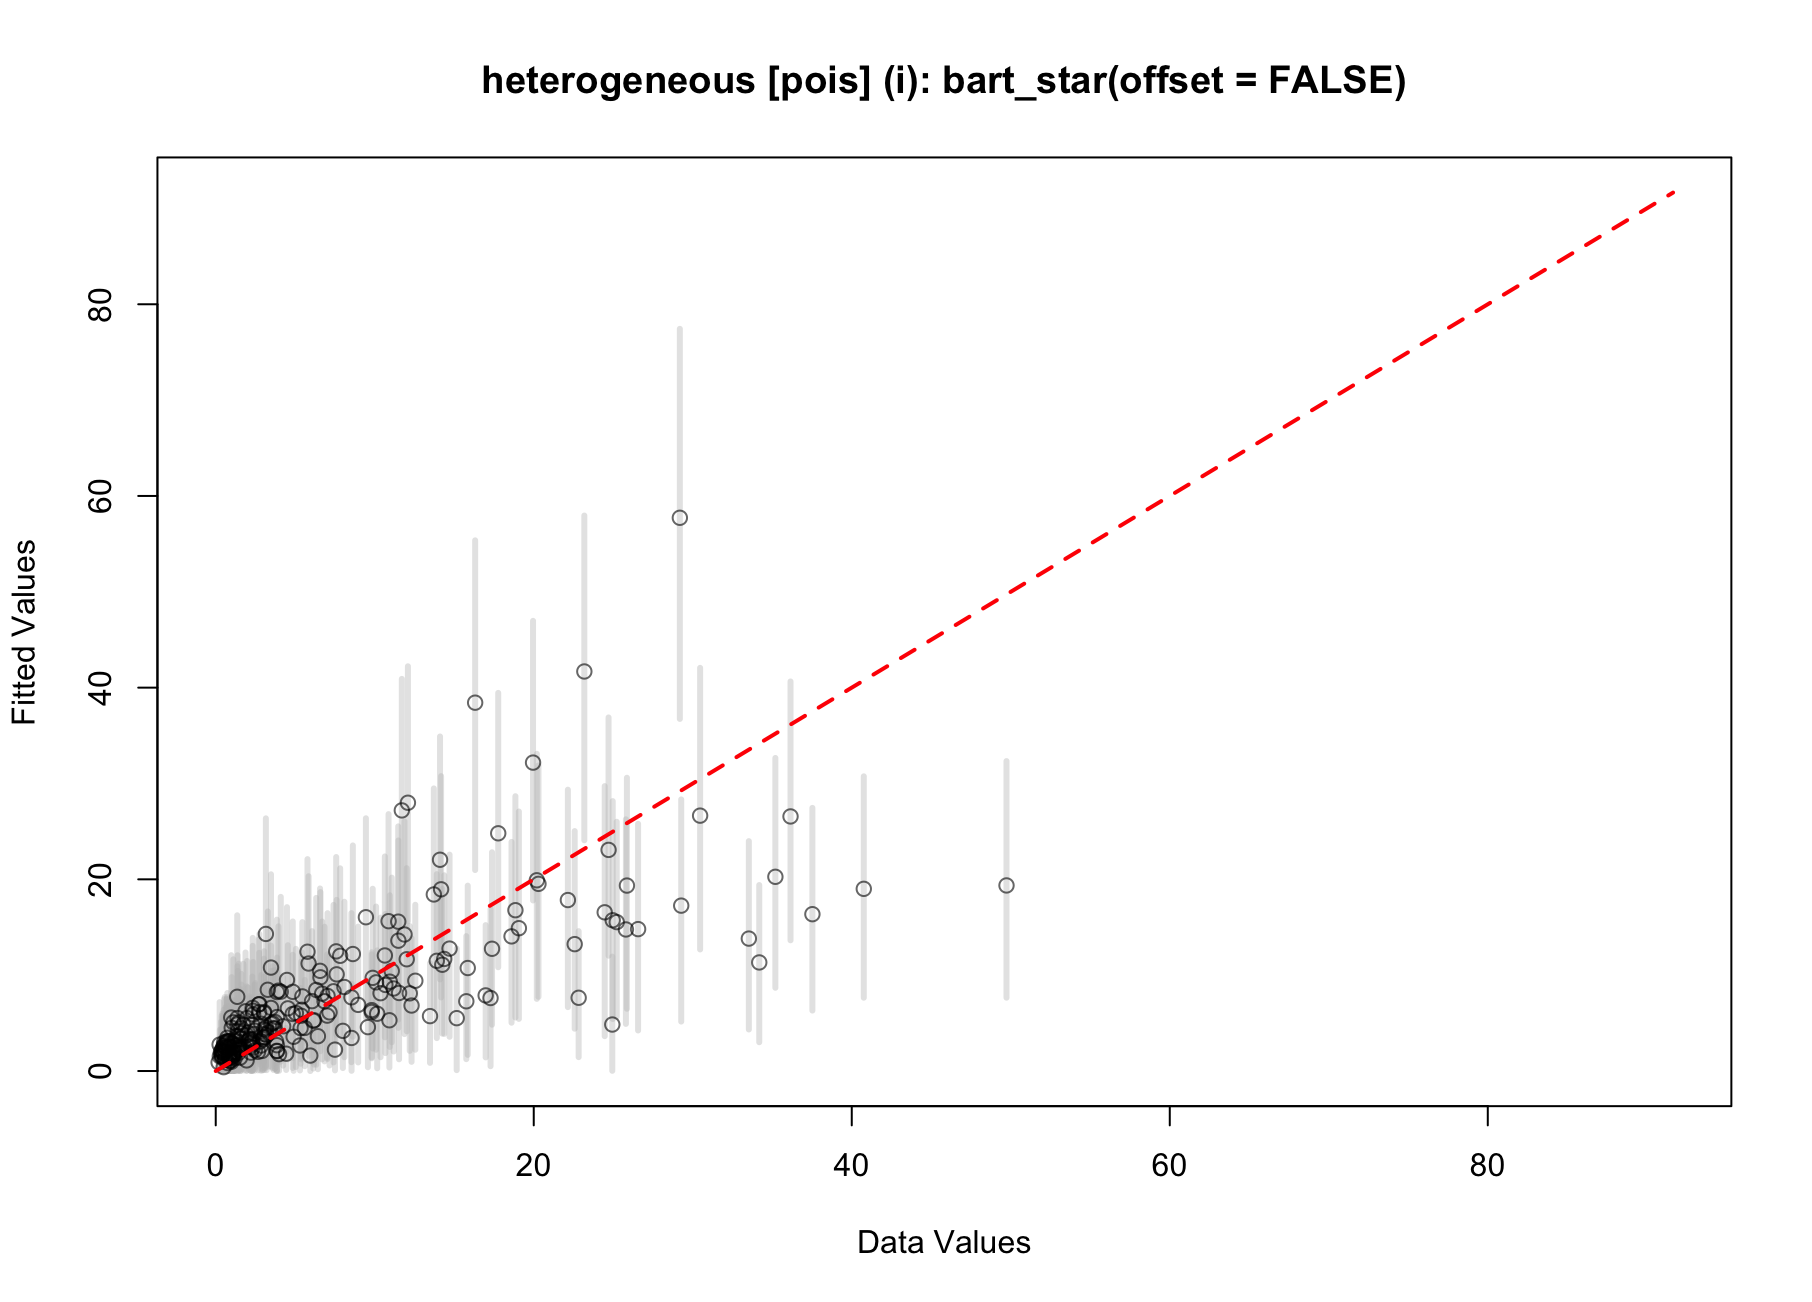 heterogeneous [pois] (i): bart_star(offset = FALSE)
80
60
40
20
0
Fitted Values
0 20 40 60 80
Data Values